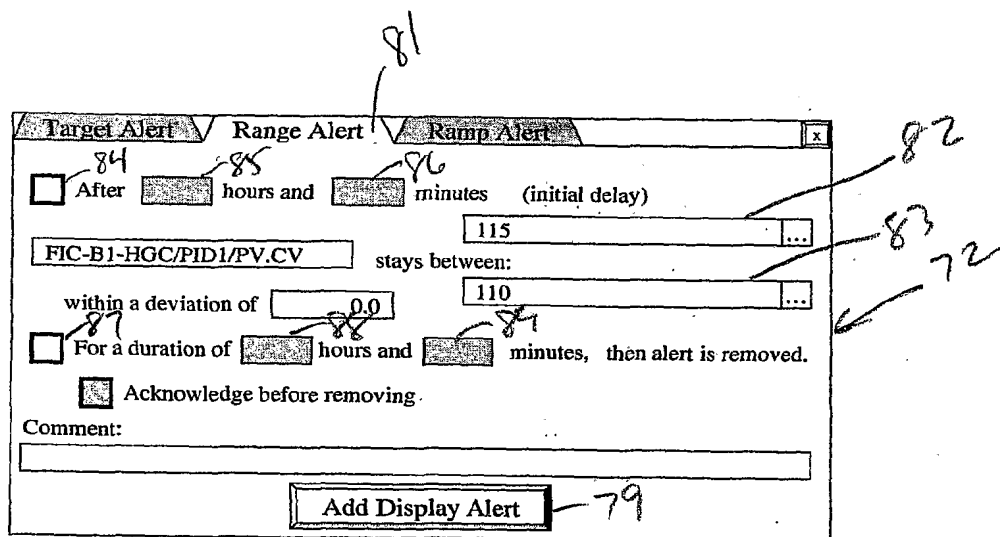 81
Target Alert Range Alert Ramp Alert x
84 85 86 82
After hours and minutes (initial delay)
115 ...
83
FIC-B1-HGC/PID1/PV.CV stays between:
72
110 ...
within a deviation of 0.0
87 88 89
For a duration of hours and minutes, then alert is removed.
Acknowledge before removing
Comment:
Add Display Alert 79